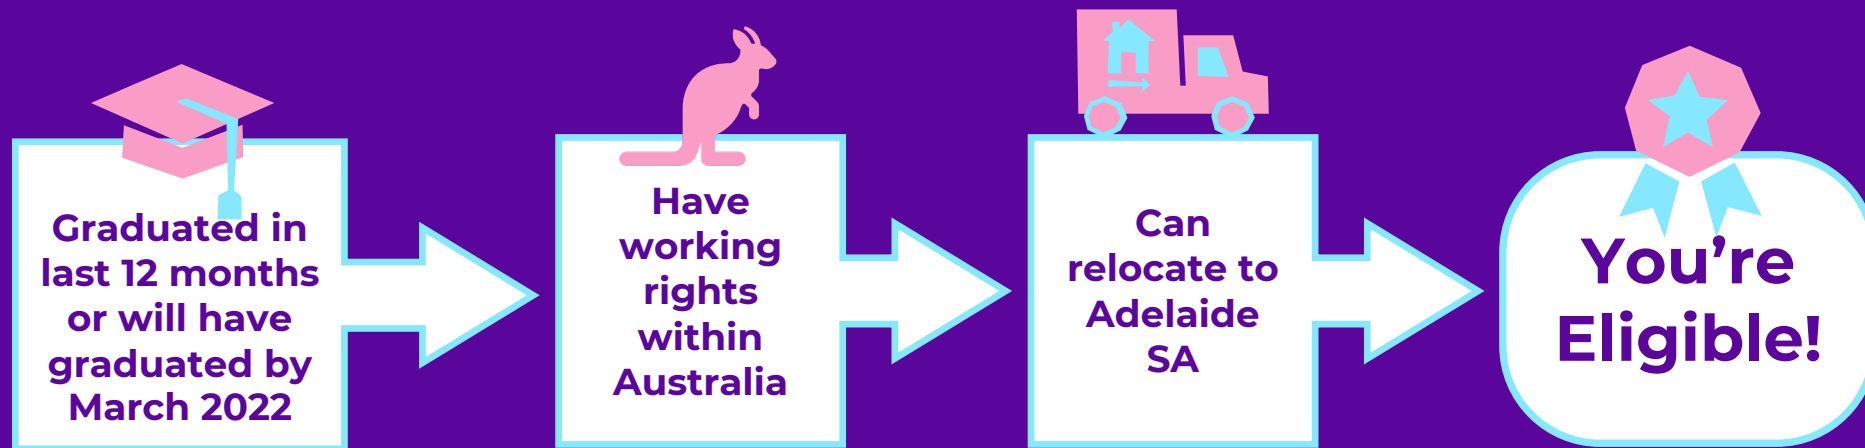 Graduated in
last 12 months
or will have
graduated by
March 2022
Have
working
rights
within
Australia
Can
relocate to
Adelaide
SA
You’re
Eligible!